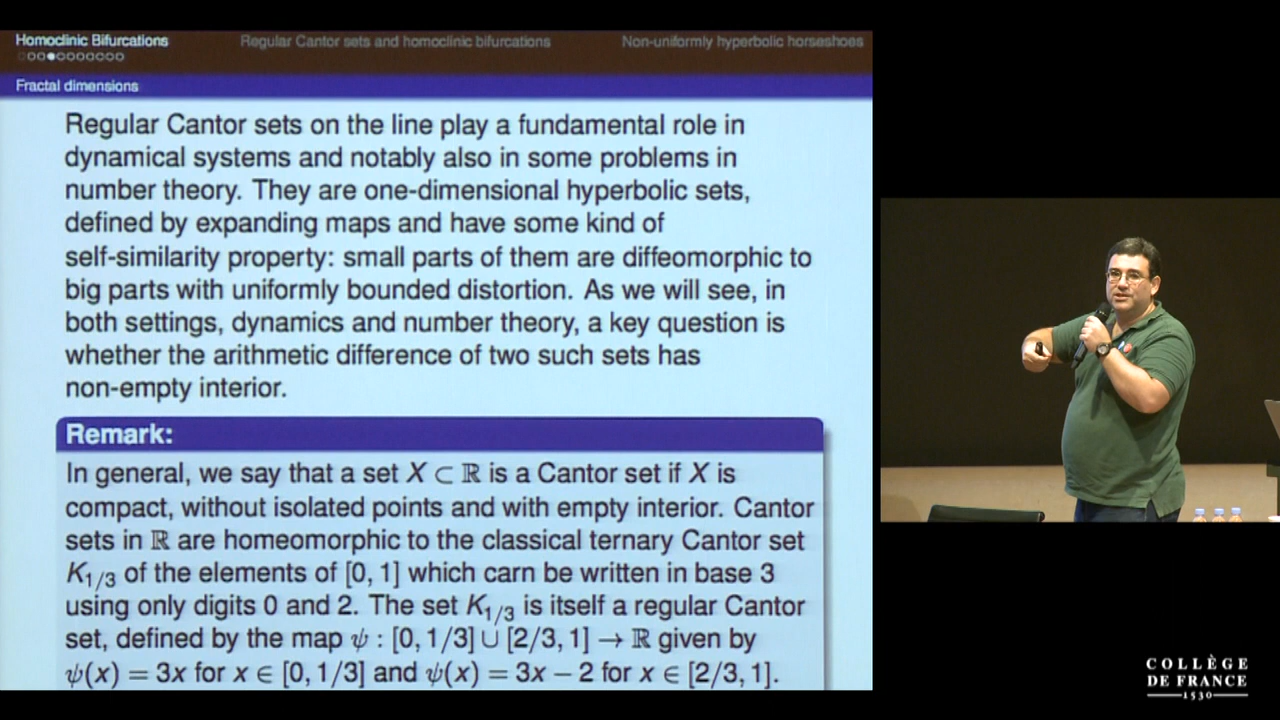 Homoclinic Bifurcations Regular Cantor sets and homoclinic bifurcations Non-uniformly hyperbolic horseshoes
Fractal dimensions
Regular Cantor sets on the line play a fundamental role in
dynamical systems and notably also in some problems in
number theory. They are one-dimensional hyperbolic sets,
defined by expanding maps and have some kind of
self-similarity property: small parts of them are diffeomorphic to
big parts with uniformly bounded distortion. As we will see, in
both settings, dynamics and number theory, a key question is
whether the arithmetic difference of two such sets has
non-empty interior.
Remark:
In general, we say that a set X ⊂ ℝ is a Cantor set if X is
compact, without isolated points and with empty interior. Cantor
sets in ℝ are homeomorphic to the classical ternary Cantor set
K₁/₃ of the elements of [0, 1] which carn be written in base 3
using only digits 0 and 2. The set K₁/₃ is itself a regular Cantor
set, defined by the map ψ : [0, 1/3] ∪ [2/3, 1] → ℝ given by
ψ(x) = 3x for x ∈ [0, 1/3] and ψ(x) = 3x − 2 for x ∈ [2/3, 1].
COLLÈGE
DE FRANCE
1530